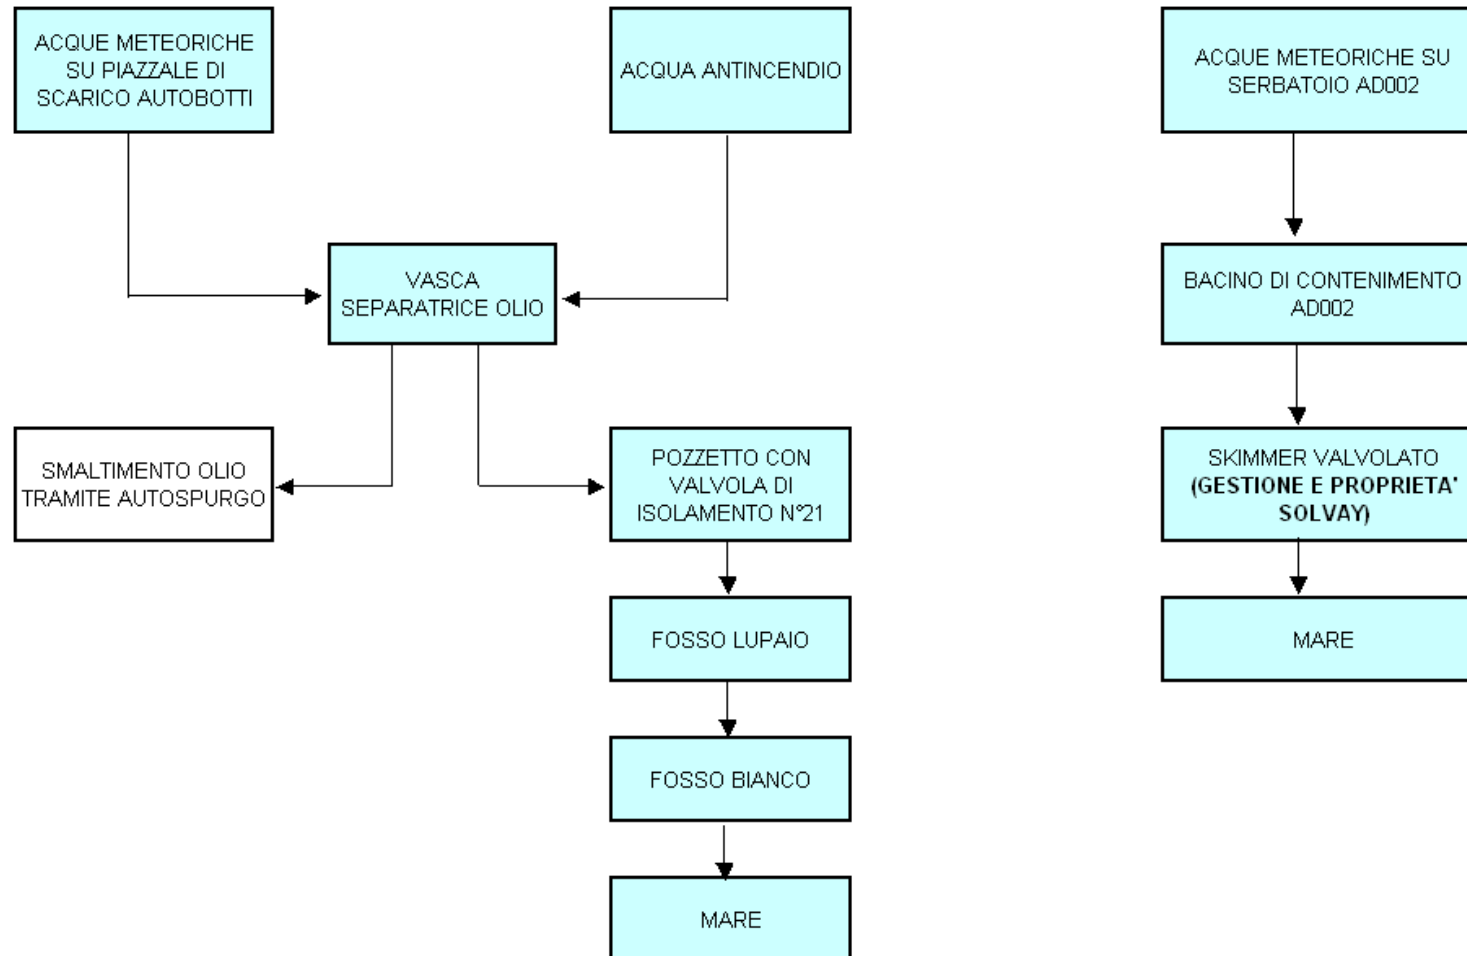 ACQUE METEORICHE
SU PIAZZALE DI
SCARICO AUTOBOTTI
ACQUA ANTINCENDIO
ACQUE METEORICHE SU
SERBATOIO AD002
VASCA
SEPARATRICE OLIO
BACINO DI CONTENIMENTO
AD002
SMALTIMENTO OLIO
TRAMITE AUTOSPURGO
POZZETTO CON
VALVOLA DI
ISOLAMENTO N°21
SKIMMER VALVOLATO
(GESTIONE E PROPRIETA'
SOLVAY)
FOSSO LUPAIO
MARE
FOSSO BIANCO
MARE